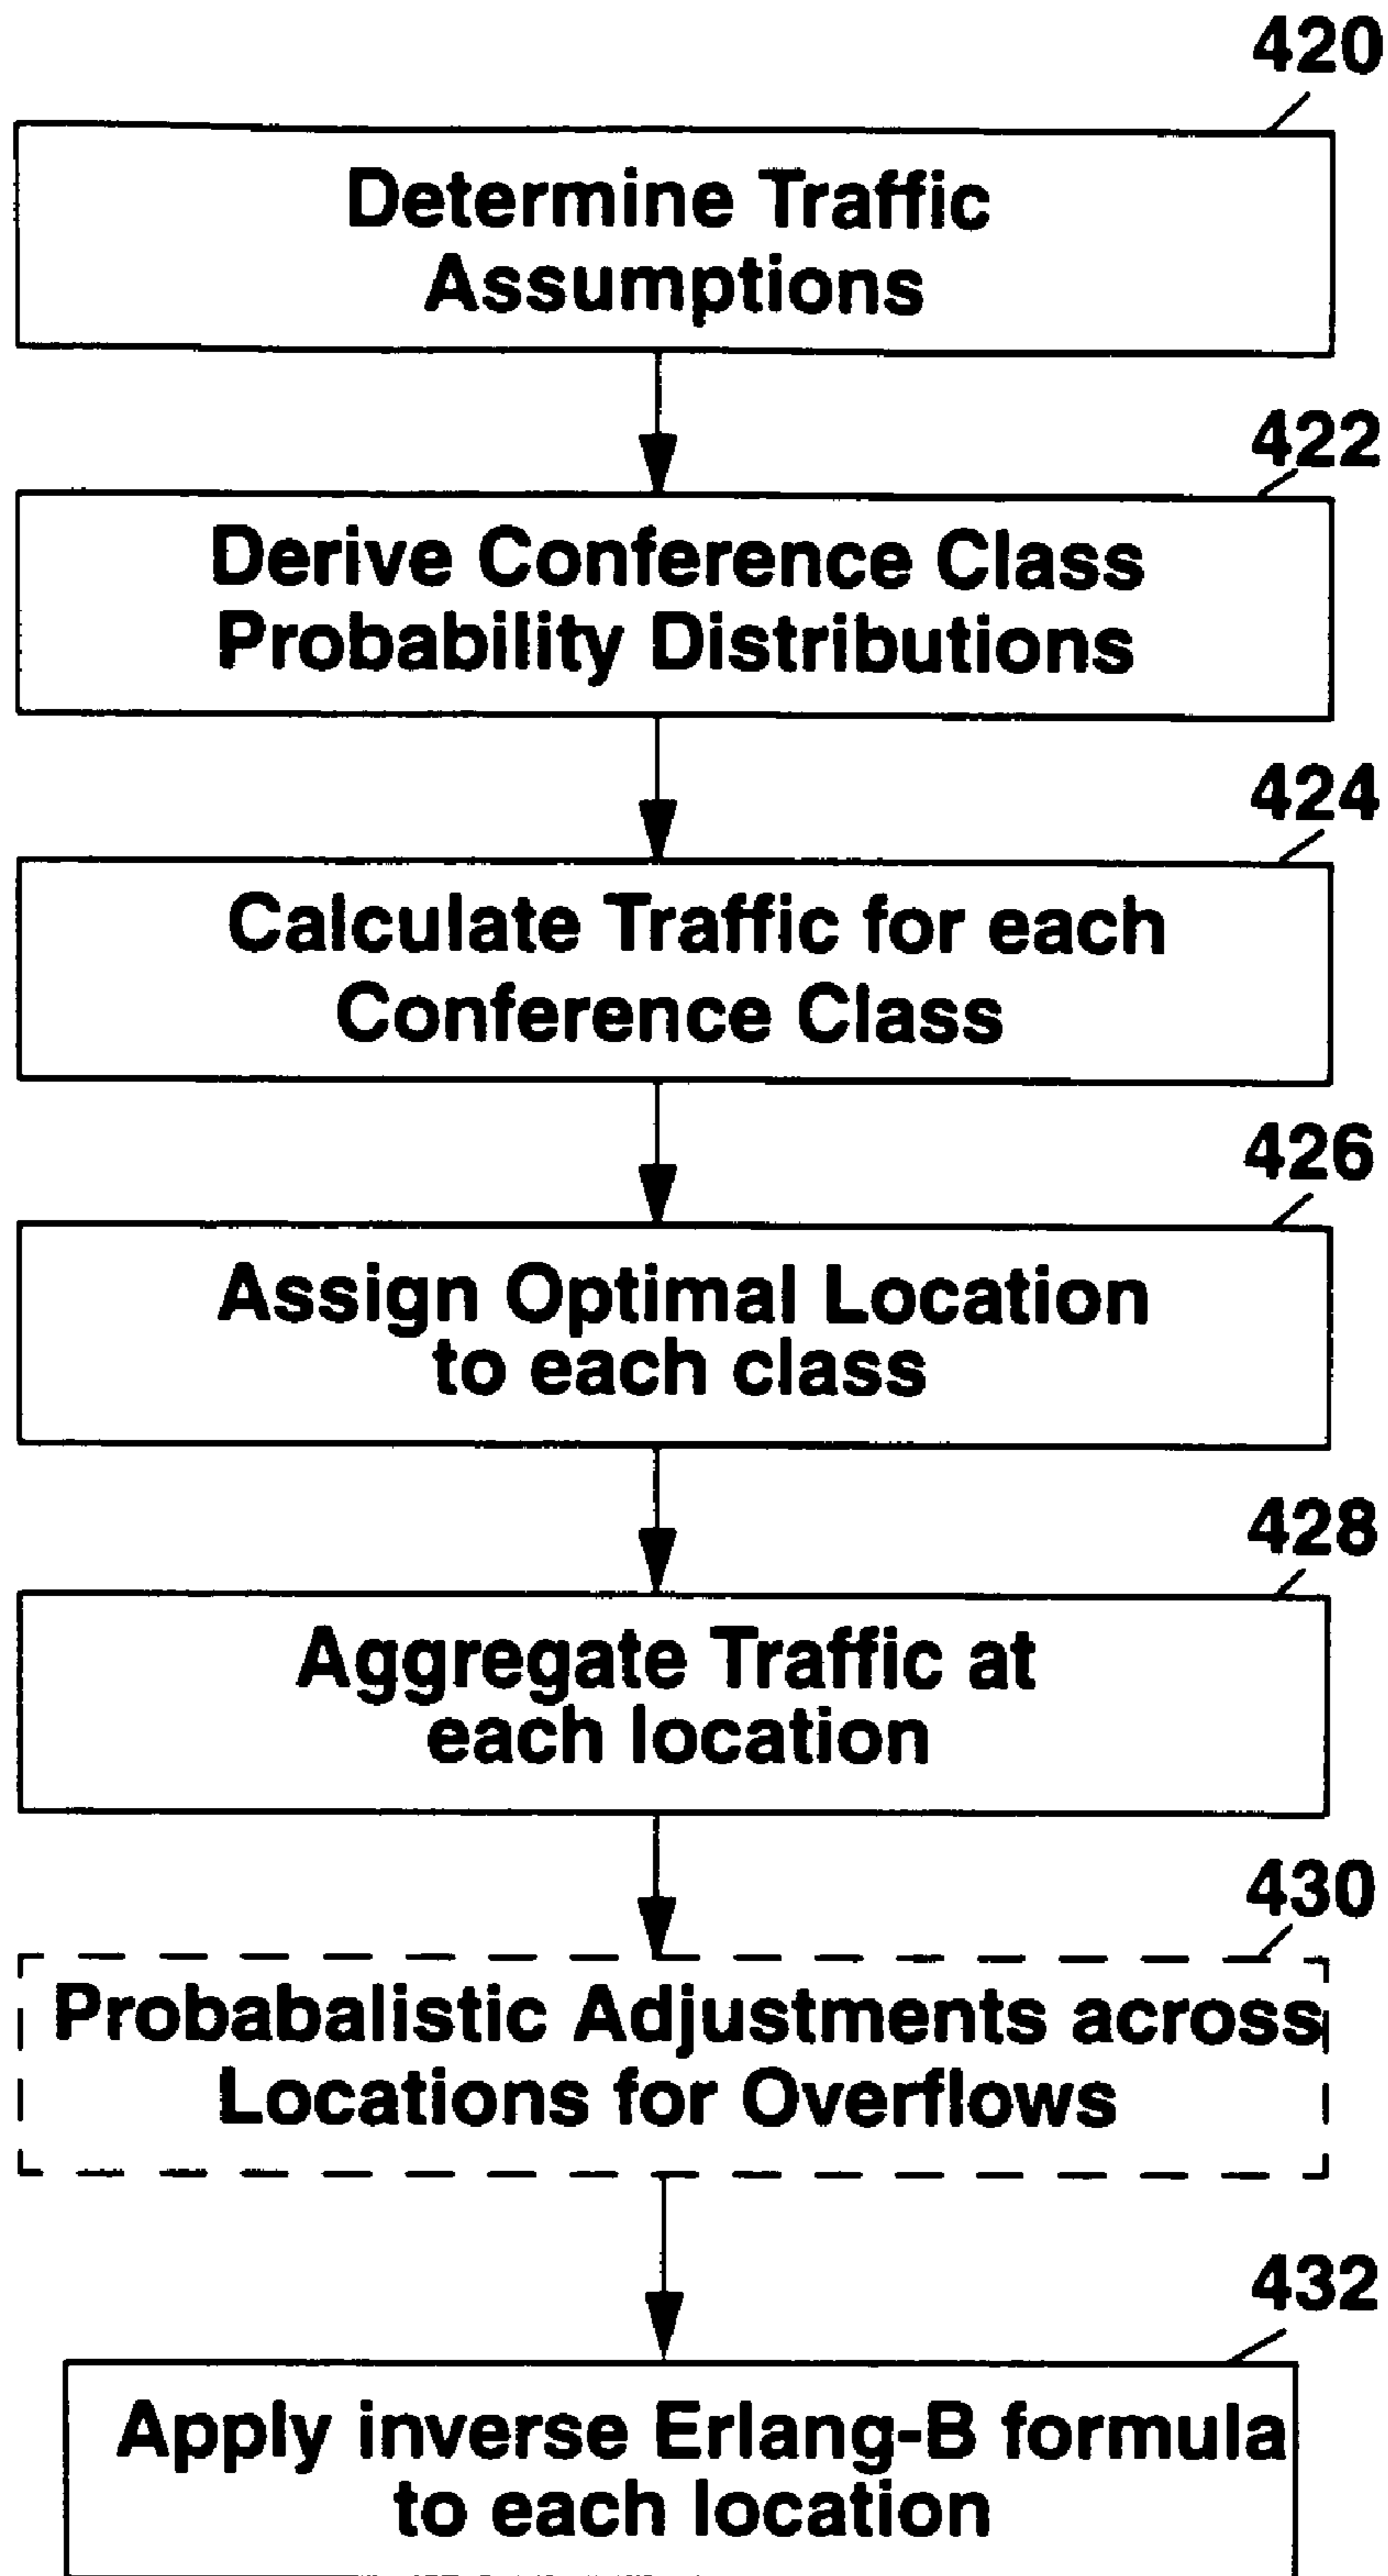 420
Determine Traffic
Assumptions
422
Derive Conference Class
Probability Distributions
424
Calculate Traffic for each
Conference Class
426
Assign Optimal Location
to each class
428
Aggregate Traffic at
each location
430
Probabalistic Adjustments across
Locations for Overflows
432
Apply inverse Erlang-B formula
to each location